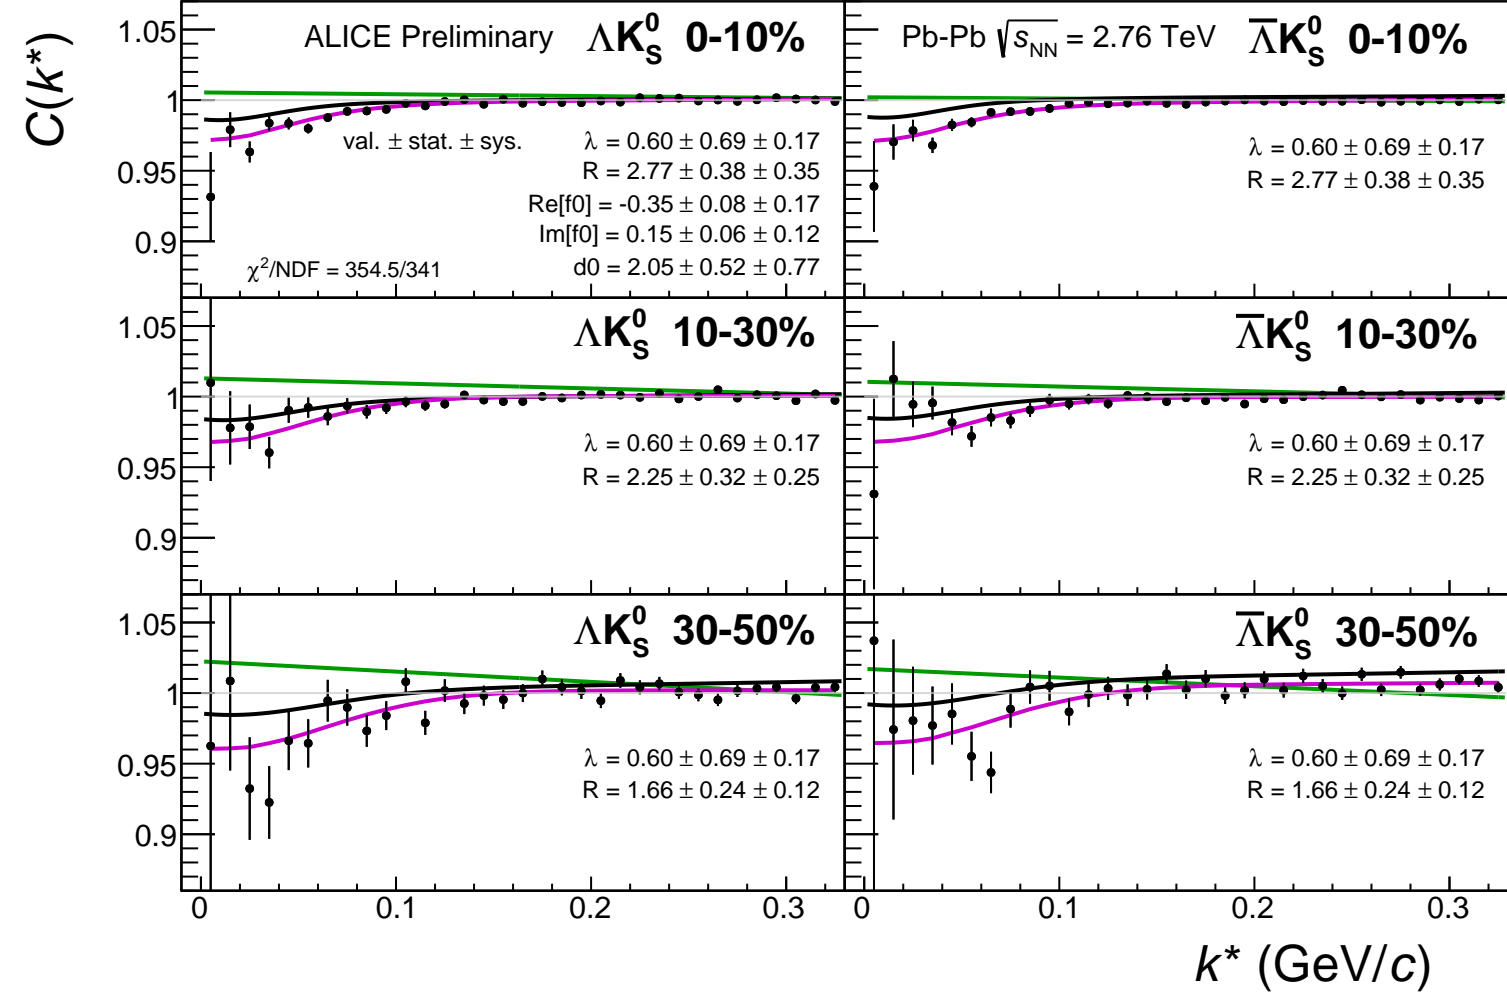 C(k*)
ALICE Preliminary ΛK⁰_S 0-10%
val. ± stat. ± sys.
λ = 0.60 ± 0.69 ± 0.17
R = 2.77 ± 0.38 ± 0.35
Re[f0] = -0.35 ± 0.08 ± 0.17
Im[f0] = 0.15 ± 0.06 ± 0.12
d0 = 2.05 ± 0.52 ± 0.77
χ²/NDF = 354.5/341
1.05
1
0.95
0.9
Pb-Pb √s_NN = 2.76 TeV Λ̅K⁰_S 0-10%
λ = 0.60 ± 0.69 ± 0.17
R = 2.77 ± 0.38 ± 0.35
ΛK⁰_S 10-30%
λ = 0.60 ± 0.69 ± 0.17
R = 2.25 ± 0.32 ± 0.25
1.05
1
0.95
0.9
Λ̅K⁰_S 10-30%
λ = 0.60 ± 0.69 ± 0.17
R = 2.25 ± 0.32 ± 0.25
ΛK⁰_S 30-50%
λ = 0.60 ± 0.69 ± 0.17
R = 1.66 ± 0.24 ± 0.12
1.05
1
0.95
0.9
Λ̅K⁰_S 30-50%
λ = 0.60 ± 0.69 ± 0.17
R = 1.66 ± 0.24 ± 0.12
0 0.1 0.2 0.3 0 0.1 0.2 0.3
k* (GeV/c)